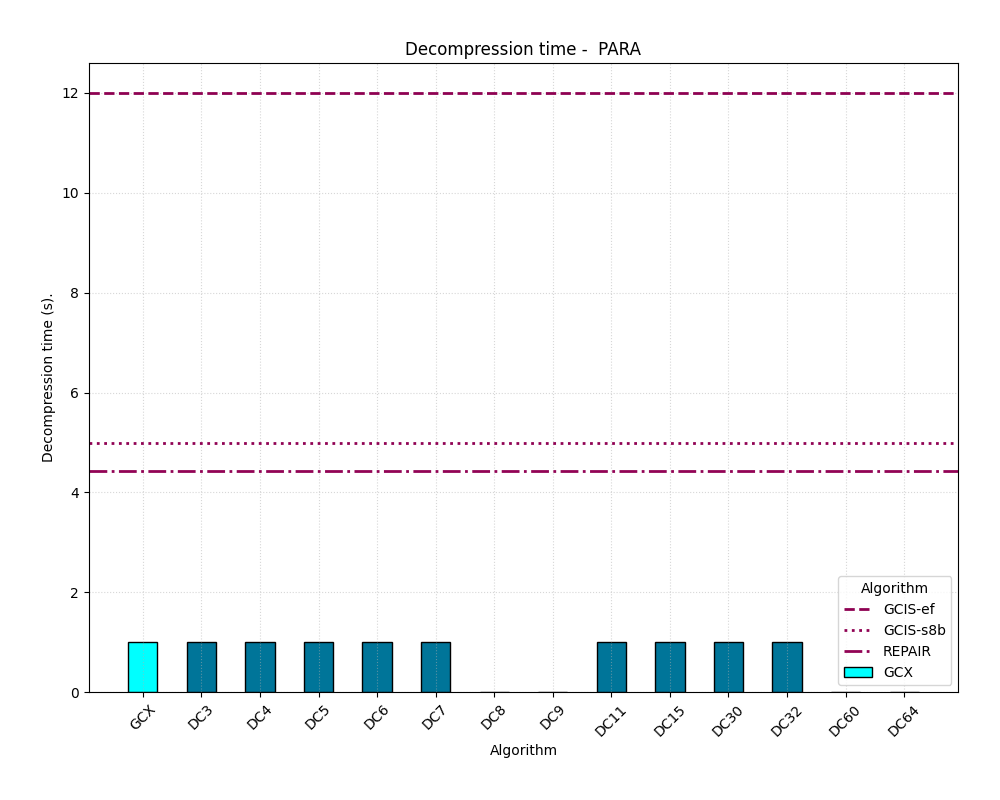 Decompression time -  PARA
12
10
8
6
4
2
0
Decompression time (s).
GCX
DC3
DC4
DC5
DC6
DC7
DC8
DC9
DC11
DC15
DC30
DC32
DC60
DC64
Algorithm
Algorithm
GCIS-ef
GCIS-s8b
REPAIR
GCX